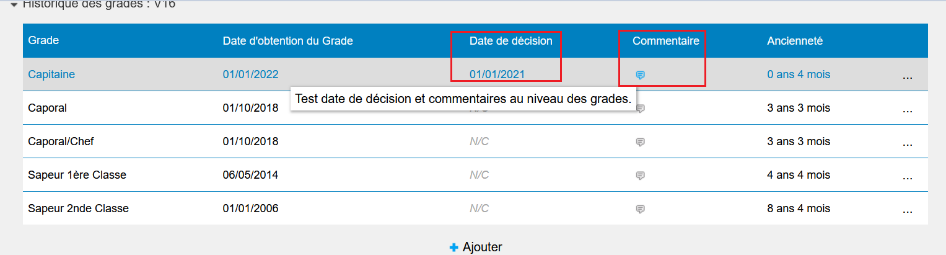 Historique des grades : V16
Grade Date d'obtention du Grade Date de décision Commentaire Ancienneté
Capitaine 01/01/2022 01/01/2021 0 ans 4 mois ...
Test date de décision et commentaires au niveau des grades.
Caporal 01/10/2018 N/C 3 ans 3 mois ...
Caporal/Chef 01/10/2018 N/C 3 ans 3 mois ...
Sapeur 1ère Classe 06/05/2014 N/C 4 ans 4 mois ...
Sapeur 2nde Classe 01/01/2006 N/C 8 ans 4 mois ...
Ajouter